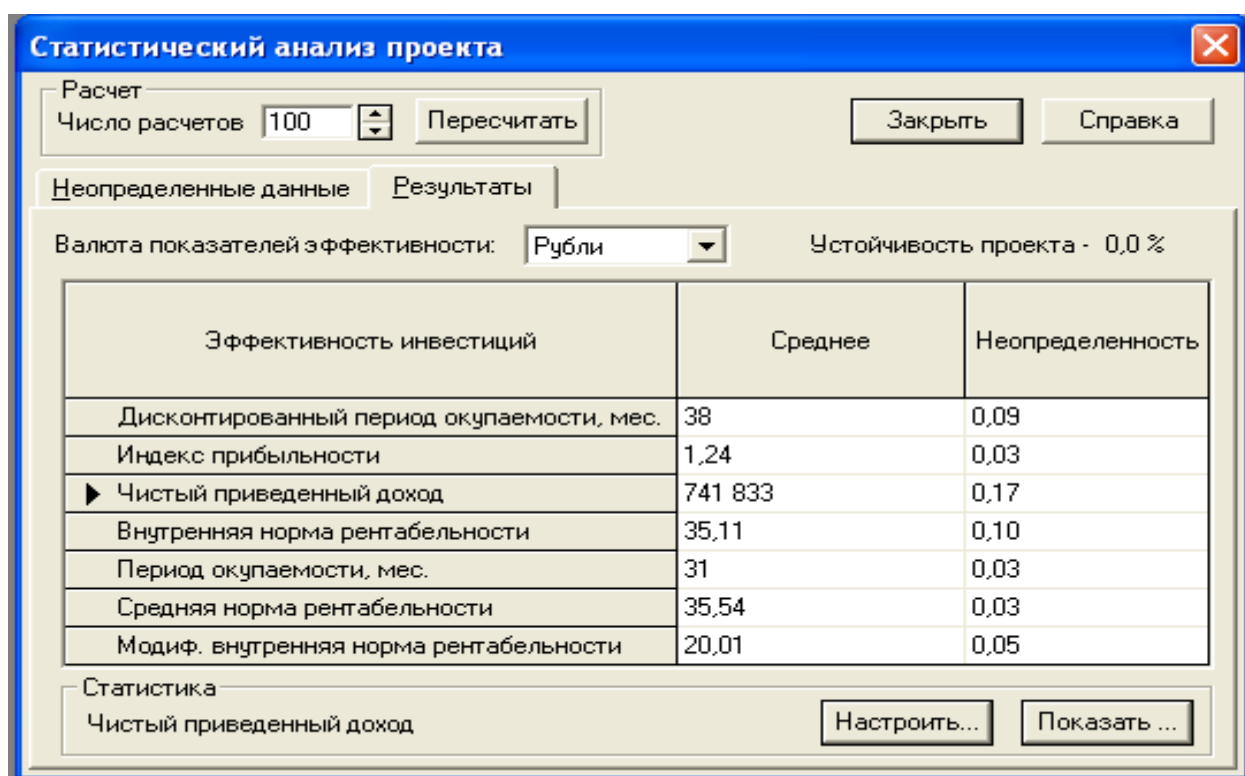 Статистический анализ проекта
Расчет
Число расчетов 100 Пересчитать Закрыть Справка
Неопределенные данные Результаты
Валюта показателей эффективности: Рубли Устойчивость проекта - 0,0 %
Эффективность инвестиций Среднее Неопределенность
Дисконтированный период окупаемости, мес. 38 0,09
Индекс прибыльности 1,24 0,03
Чистый приведенный доход 741 833 0,17
Внутренняя норма рентабельности 35,11 0,10
Период окупаемости, мес. 31 0,03
Средняя норма рентабельности 35,54 0,03
Модиф. внутренняя норма рентабельности 20,01 0,05
Статистика
Чистый приведенный доход Настроить... Показать ...